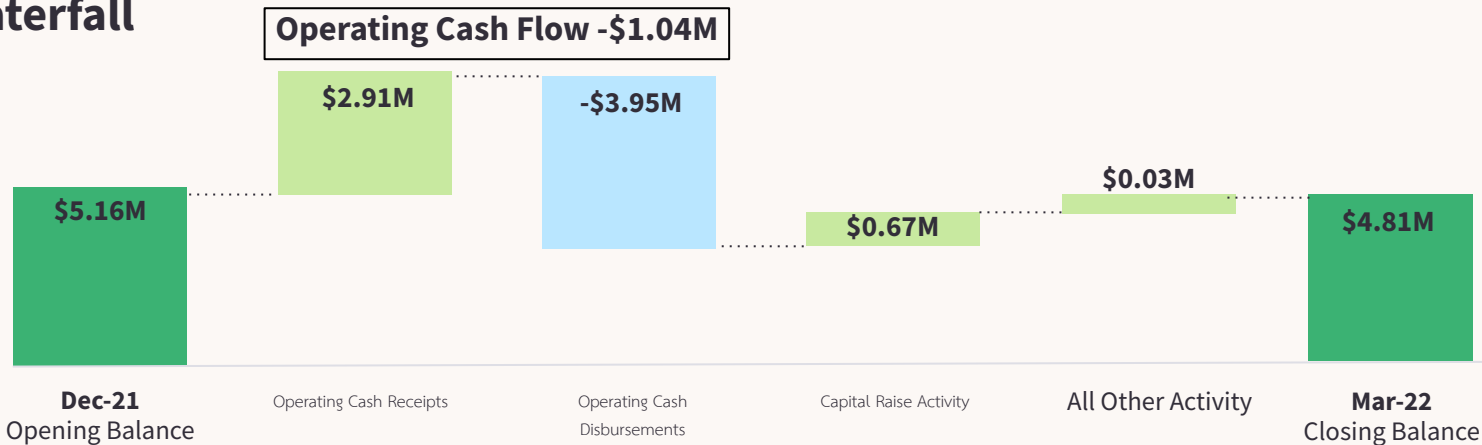 Operating Cash Flow -$1.04M
$2.91M
-$3.95M
$5.16M
$0.67M
$0.03M
$4.81M
Dec-21
Opening Balance
Operating Cash Receipts
Operating Cash
Disbursements
Capital Raise Activity
All Other Activity
Mar-22
Closing Balance